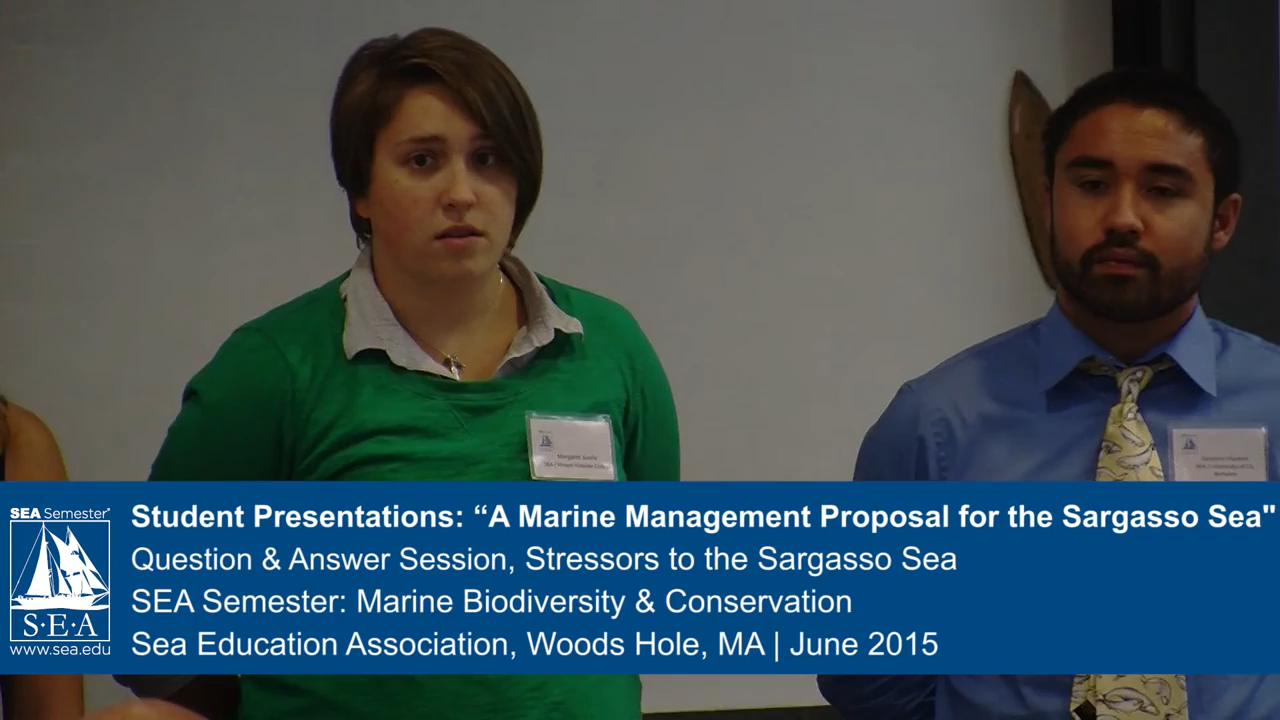 Margaret
SEA Semester®
S·E·A
www.sea.edu
Student Presentations: “A Marine Management Proposal for the Sargasso Sea"
Question & Answer Session, Stressors to the Sargasso Sea
SEA Semester: Marine Biodiversity & Conservation
Sea Education Association, Woods Hole, MA | June 2015